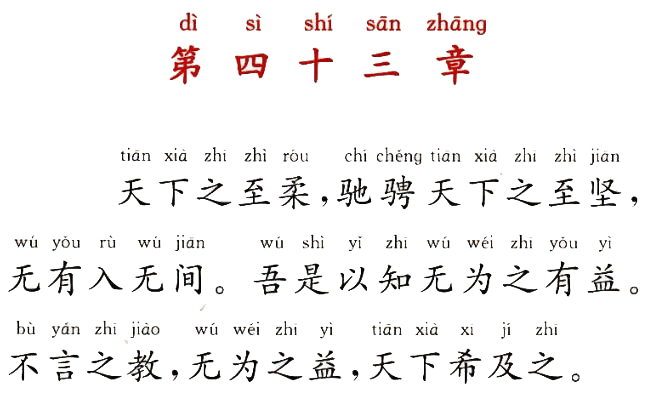 dì sì shí sān zhāng
第四十三章
tiān xià zhī zhì róu chí chěng tiān xià zhī zhì jiān
天下之至柔，驰骋天下之至坚，
wú yǒu rù wú jiān wú shì yǐ zhī wú wéi zhī yǒu yì
无有入无间。吾是以知无为之有益。
bù yán zhī jiào wú wéi zhī yì tiān xià xī jí zhī
不言之教，无为之益，天下希及之。